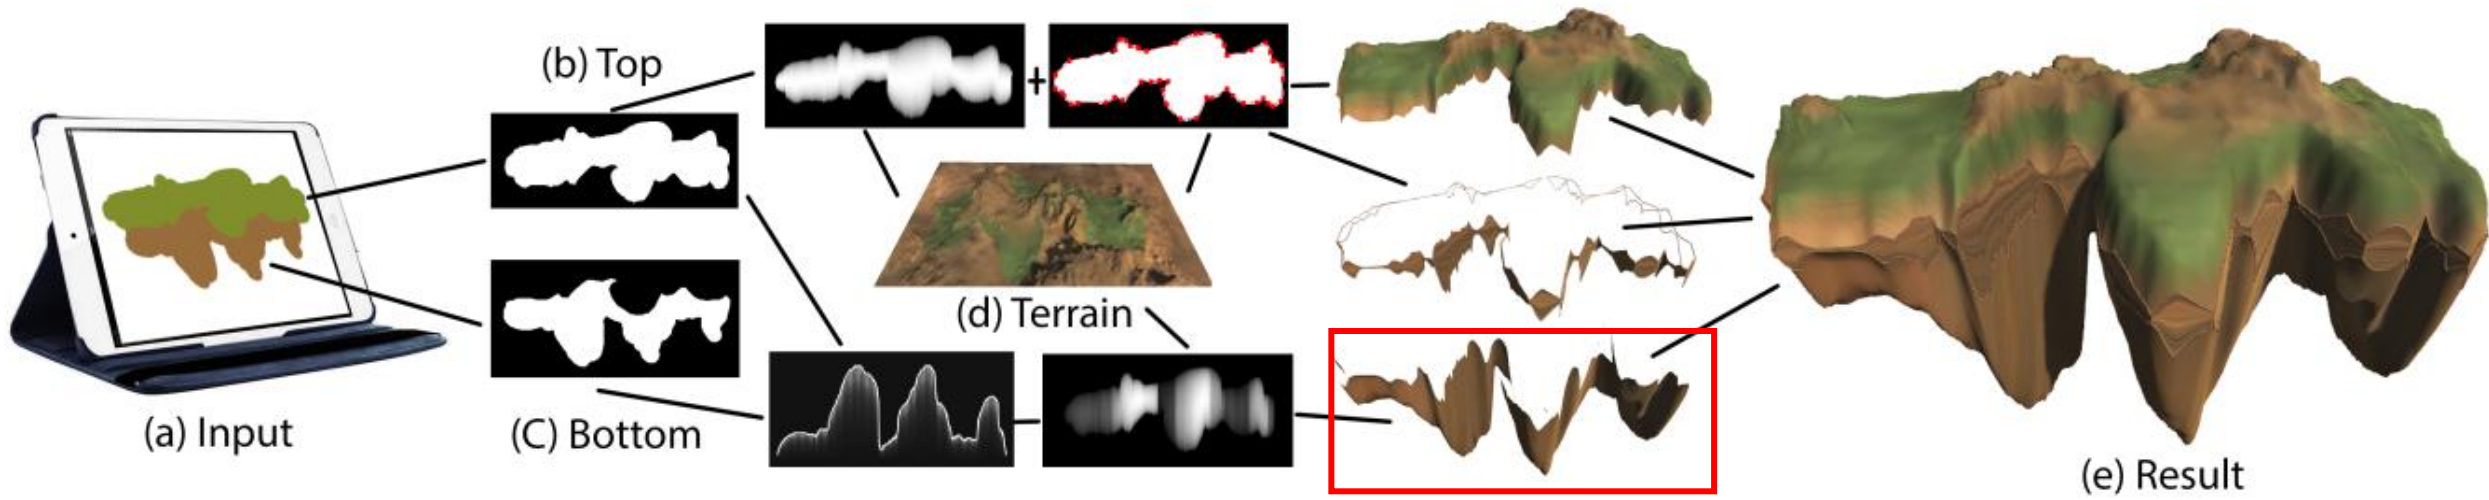 (b) Top
+
(a) Input
(C) Bottom
(d) Terrain
(e) Result